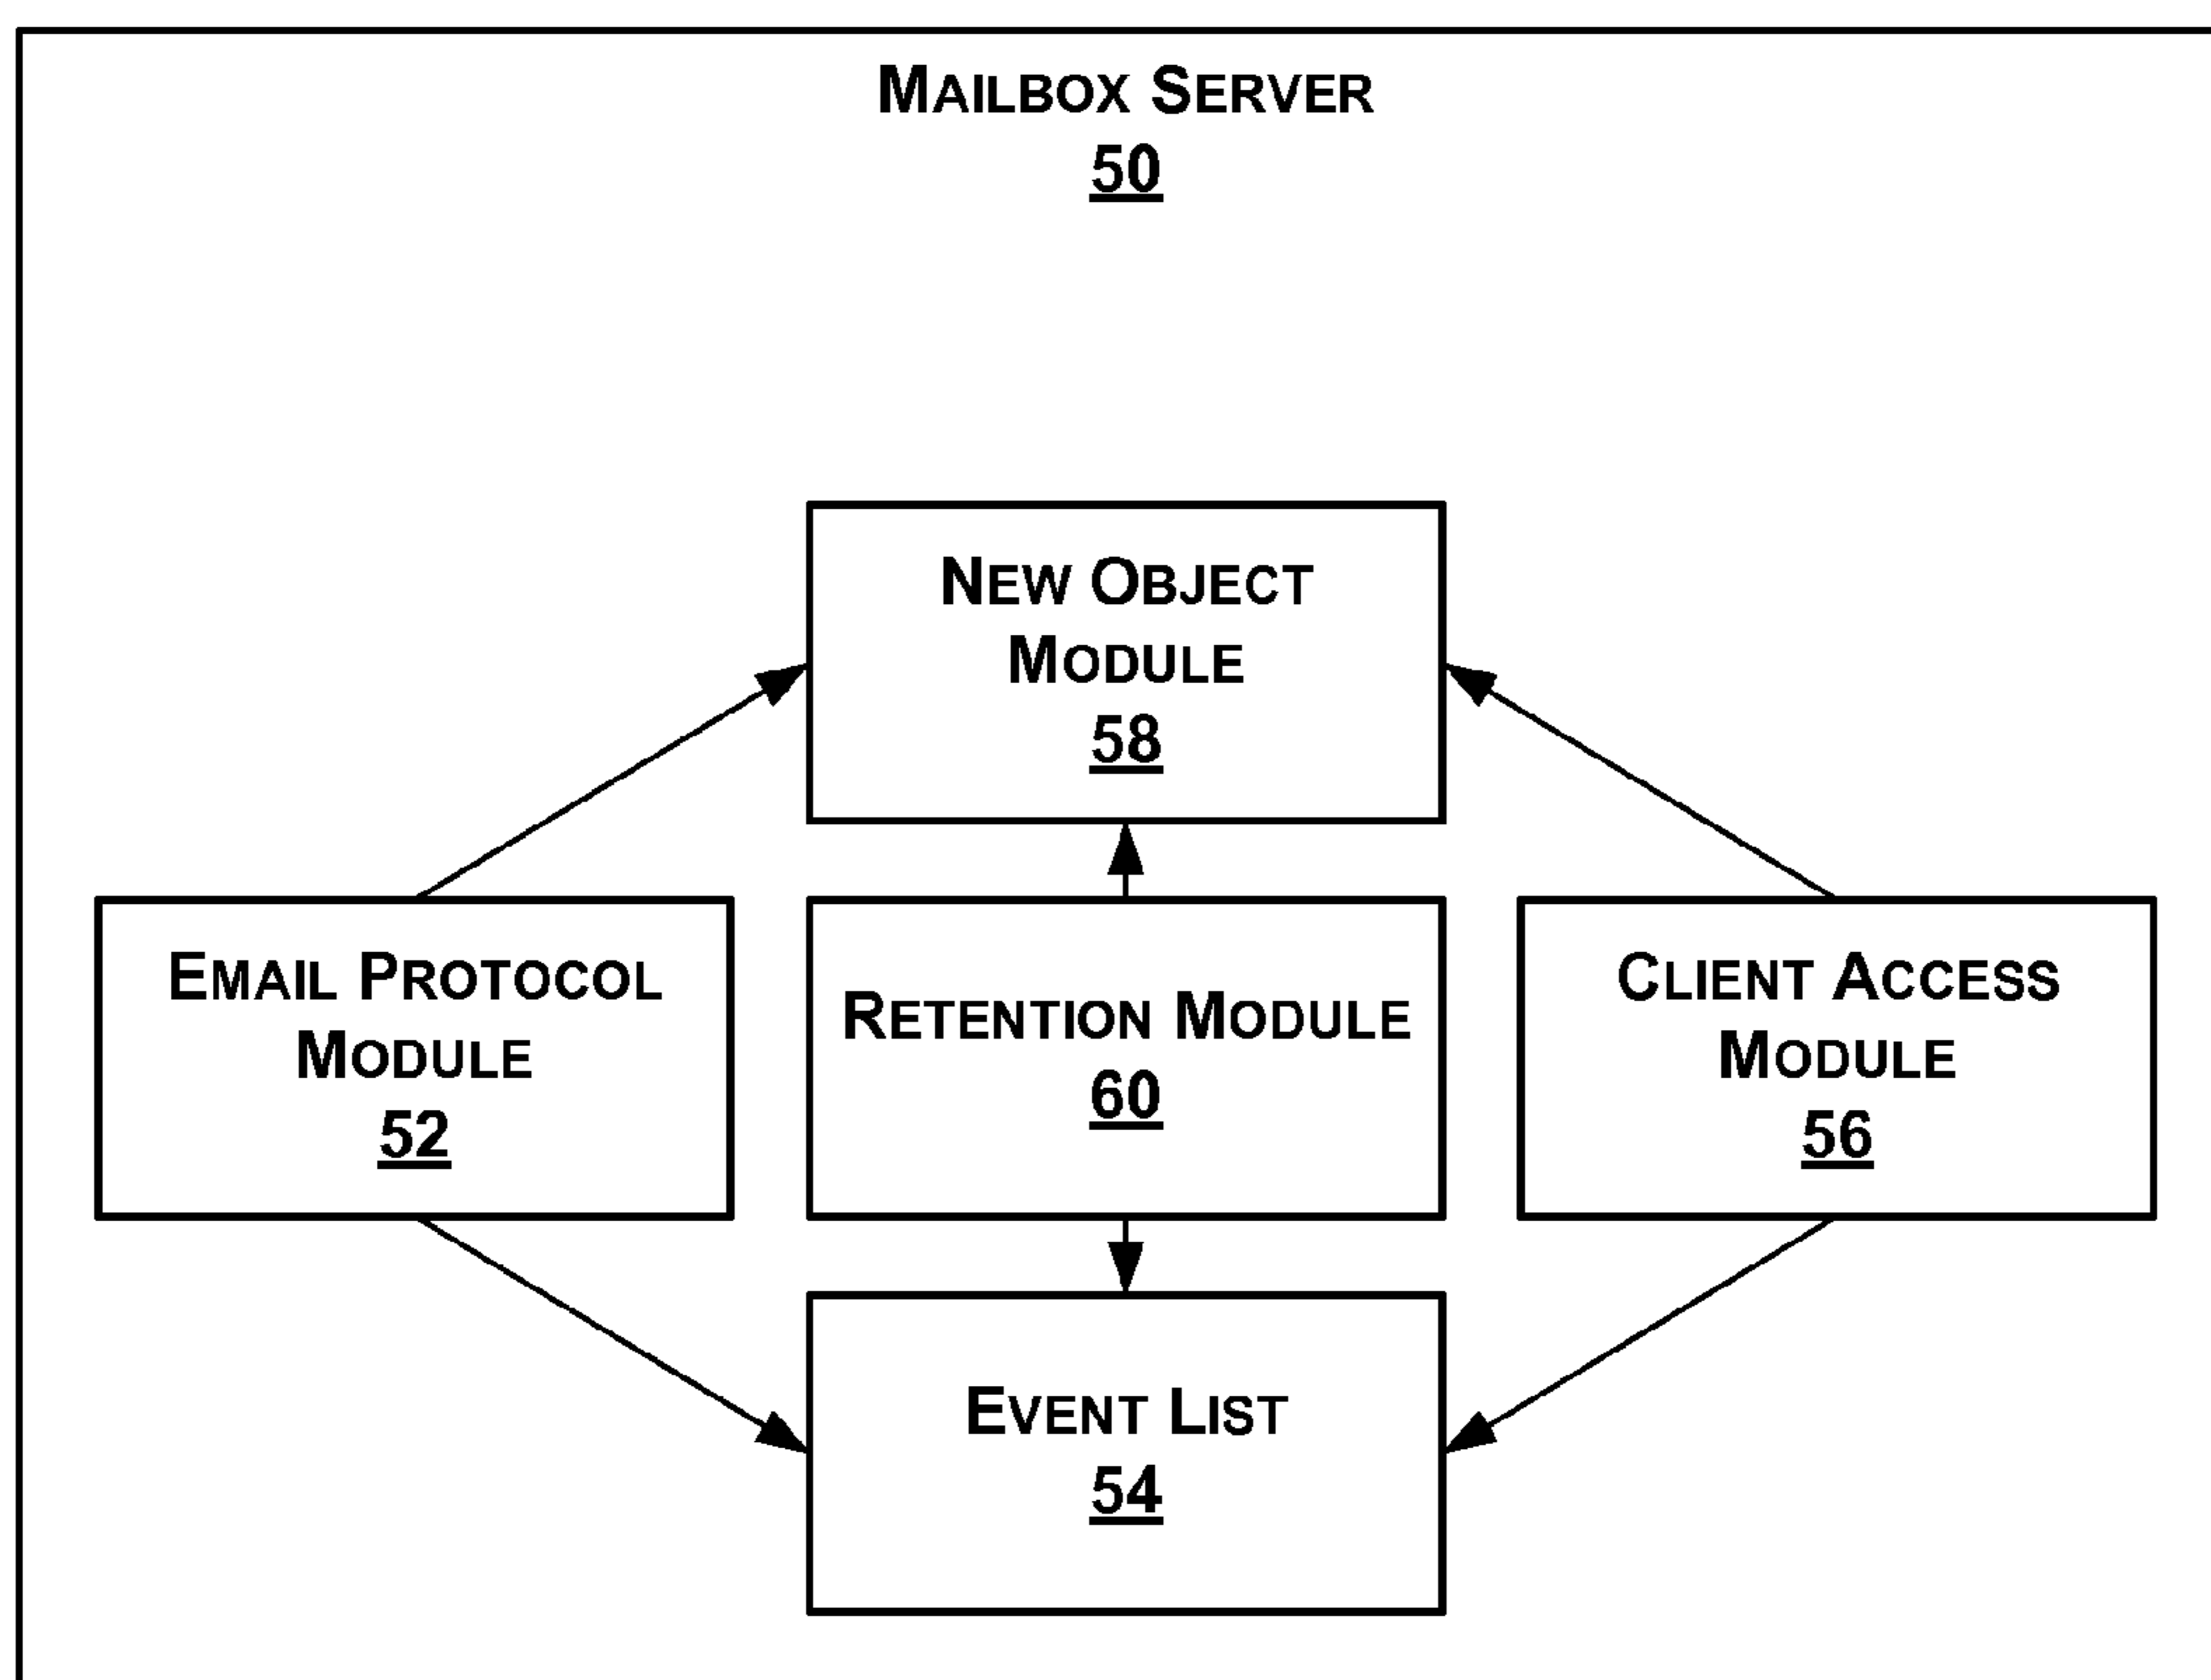 MAILBOX SERVER
50
NEW OBJECT
MODULE
58
EMAIL PROTOCOL
MODULE
52
RETENTION MODULE
60
CLIENT ACCESS
MODULE
56
EVENT LIST
54